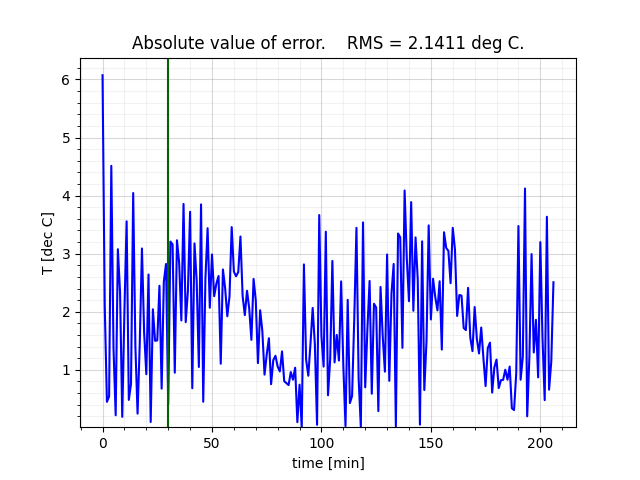 Absolute value of error.    RMS = 2.1411 deg C.
6
5
4
3
2
1
T [dec C]
0 50 100 150 200
time [min]